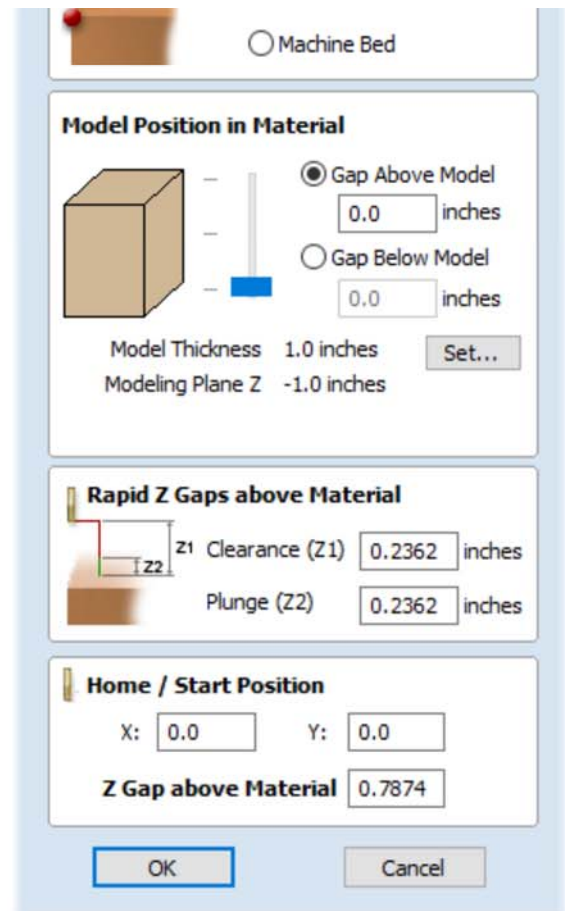 Machine Bed
Model Position in Material
Gap Above Model
0.0 inches
Gap Below Model
0.0 inches
Model Thickness 1.0 inches Set...
Modeling Plane Z -1.0 inches
Rapid Z Gaps above Material
Z1 Clearance (Z1) 0.2362 inches
Z2
Plunge (Z2) 0.2362 inches
Home / Start Position
X: 0.0 Y: 0.0
Z Gap above Material 0.7874
OK Cancel